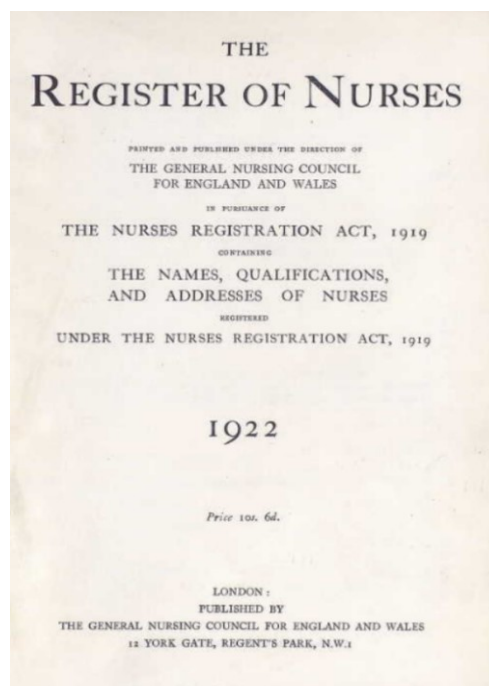 THE
REGISTER OF NURSES
PRINTED AND PUBLISHED UNDER THE DIRECTION OF
THE GENERAL NURSING COUNCIL
FOR ENGLAND AND WALES
IN PURSUANCE OF
THE NURSES REGISTRATION ACT, 1919
CONTAINING
THE NAMES, QUALIFICATIONS,
AND ADDRESSES OF NURSES
REGISTERED
UNDER THE NURSES REGISTRATION ACT, 1919
1922
Price 10s. 6d.
LONDON:
PUBLISHED BY
THE GENERAL NURSING COUNCIL FOR ENGLAND AND WALES
12 YORK GATE, REGENT'S PARK, N.W.1